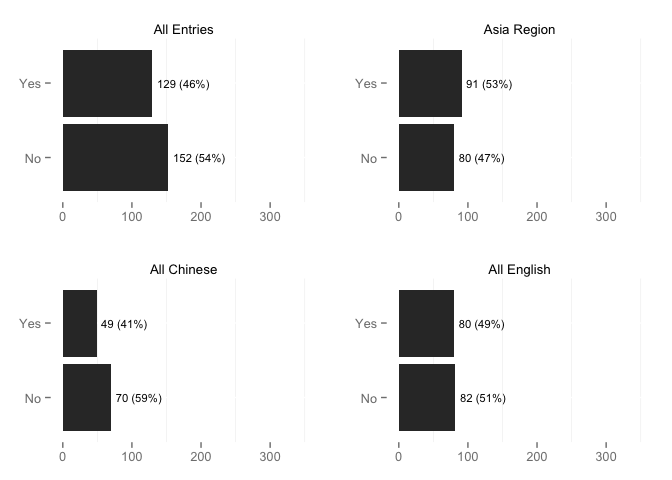 All Entries
Yes
129 (46%)
No
152 (54%)
0 100 200 300
Asia Region
Yes
91 (53%)
No
80 (47%)
0 100 200 300
All Chinese
Yes
49 (41%)
No
70 (59%)
0 100 200 300
All English
Yes
80 (49%)
No
82 (51%)
0 100 200 300